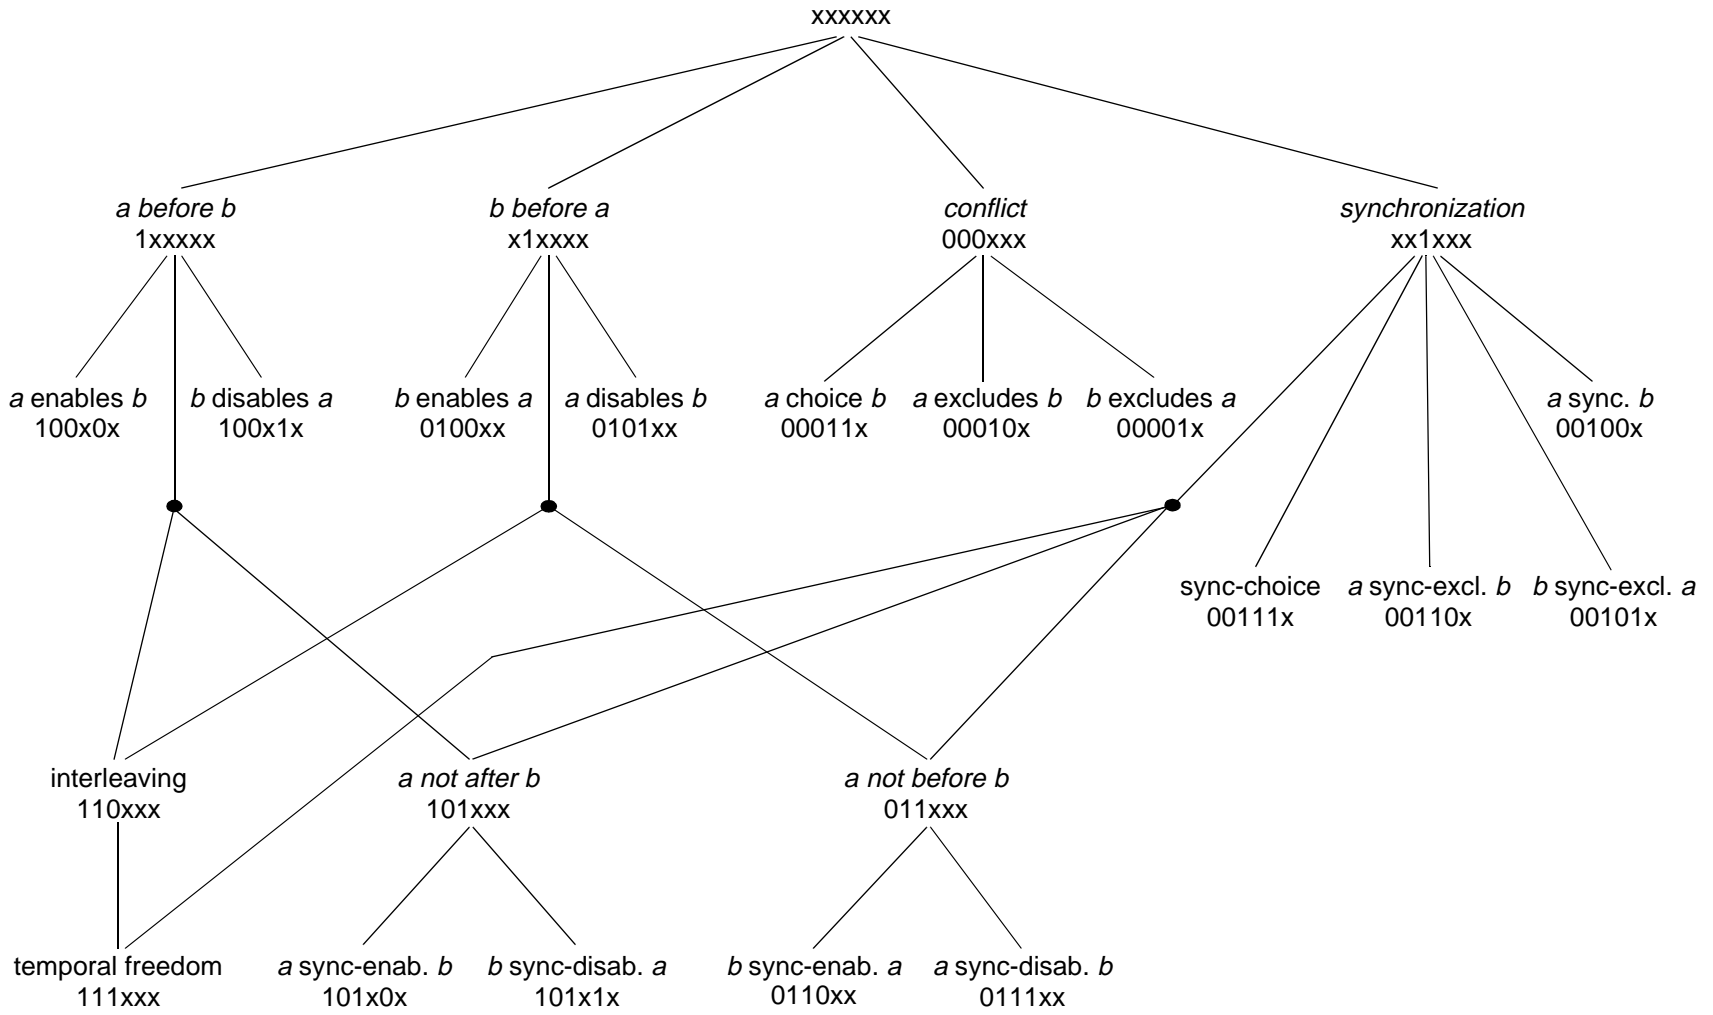 xxxxxx
a before b
1xxxxx
b before a
x1xxxx
conflict
000xxx
synchronization
xx1xxx
a enables b
100x0x
b disables a
100x1x
b enables a
0100xx
a disables b
0101xx
a choice b
00011x
a excludes b
00010x
b excludes a
00001x
a sync. b
00100x
sync-choice
00111x
a sync-excl. b
00110x
b sync-excl. a
00101x
interleaving
110xxx
a not after b
101xxx
a not before b
011xxx
temporal freedom
111xxx
a sync-enab. b
101x0x
b sync-disab. a
101x1x
b sync-enab. a
0110xx
a sync-disab. b
0111xx